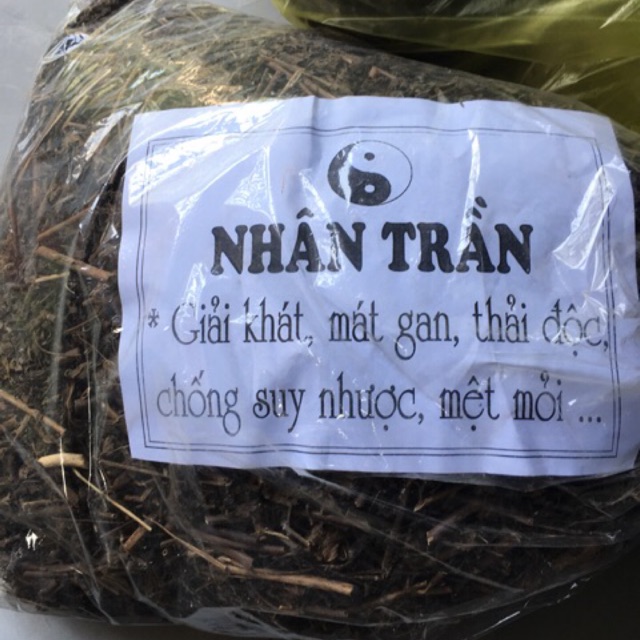 NHÂN TRẦN
* Giải khát, mát gan, thải độc,
chống suy nhược, mệt mỏi ...